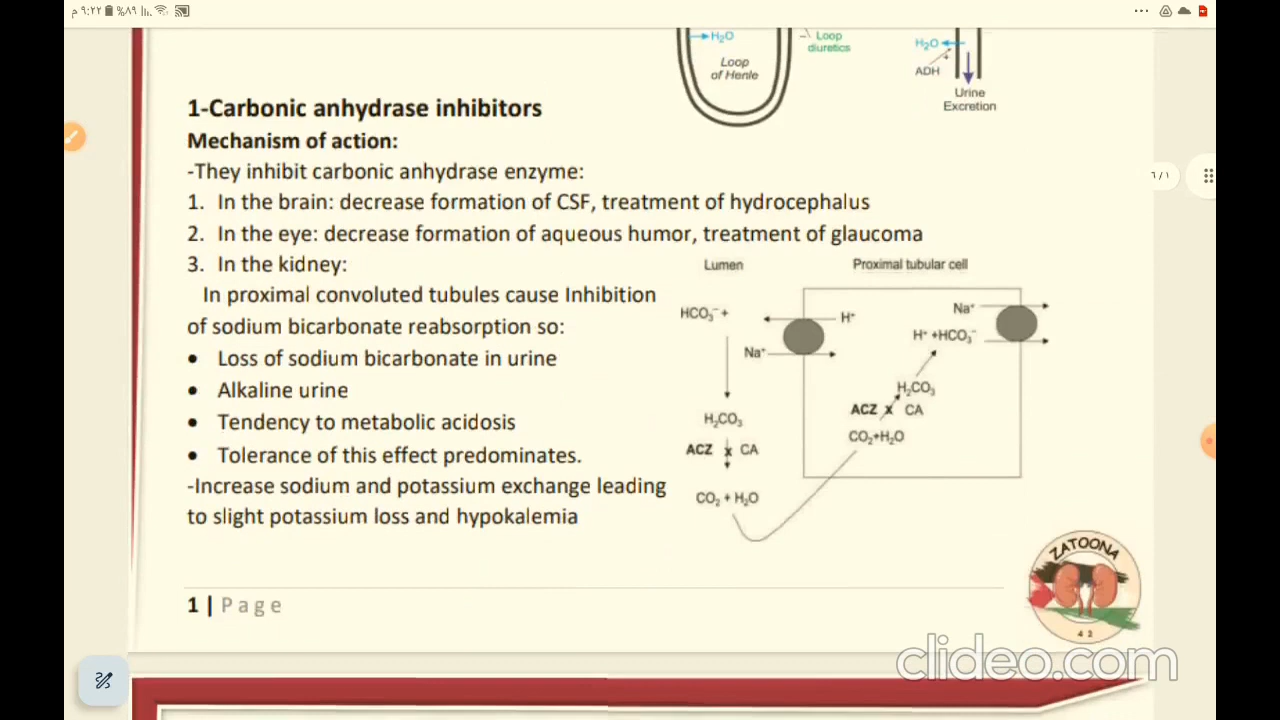 م ٩:٢٢ %٨٩
H₂O
Loop
diuretics
Loop
of Henle
H₂O
ADH
Urine
Excretion
1-Carbonic anhydrase inhibitors
Mechanism of action:
-They inhibit carbonic anhydrase enzyme:
1. In the brain: decrease formation of CSF, treatment of hydrocephalus
2. In the eye: decrease formation of aqueous humor, treatment of glaucoma
3. In the kidney:
In proximal convoluted tubules cause Inhibition
of sodium bicarbonate reabsorption so:
• Loss of sodium bicarbonate in urine
• Alkaline urine
• Tendency to metabolic acidosis
• Tolerance of this effect predominates.
-Increase sodium and potassium exchange leading
to slight potassium loss and hypokalemia
Lumen
Proximal tubular cell
HCO₃⁻+
H⁺
Na⁺
Na⁺
H⁺ +HCO₃⁻
H₂CO₃
ACZ x CA
CO₂+H₂O
H₂CO₃
ACZ x CA
CO₂ + H₂O
1 | Page
ZATOONA
42
clideo.com